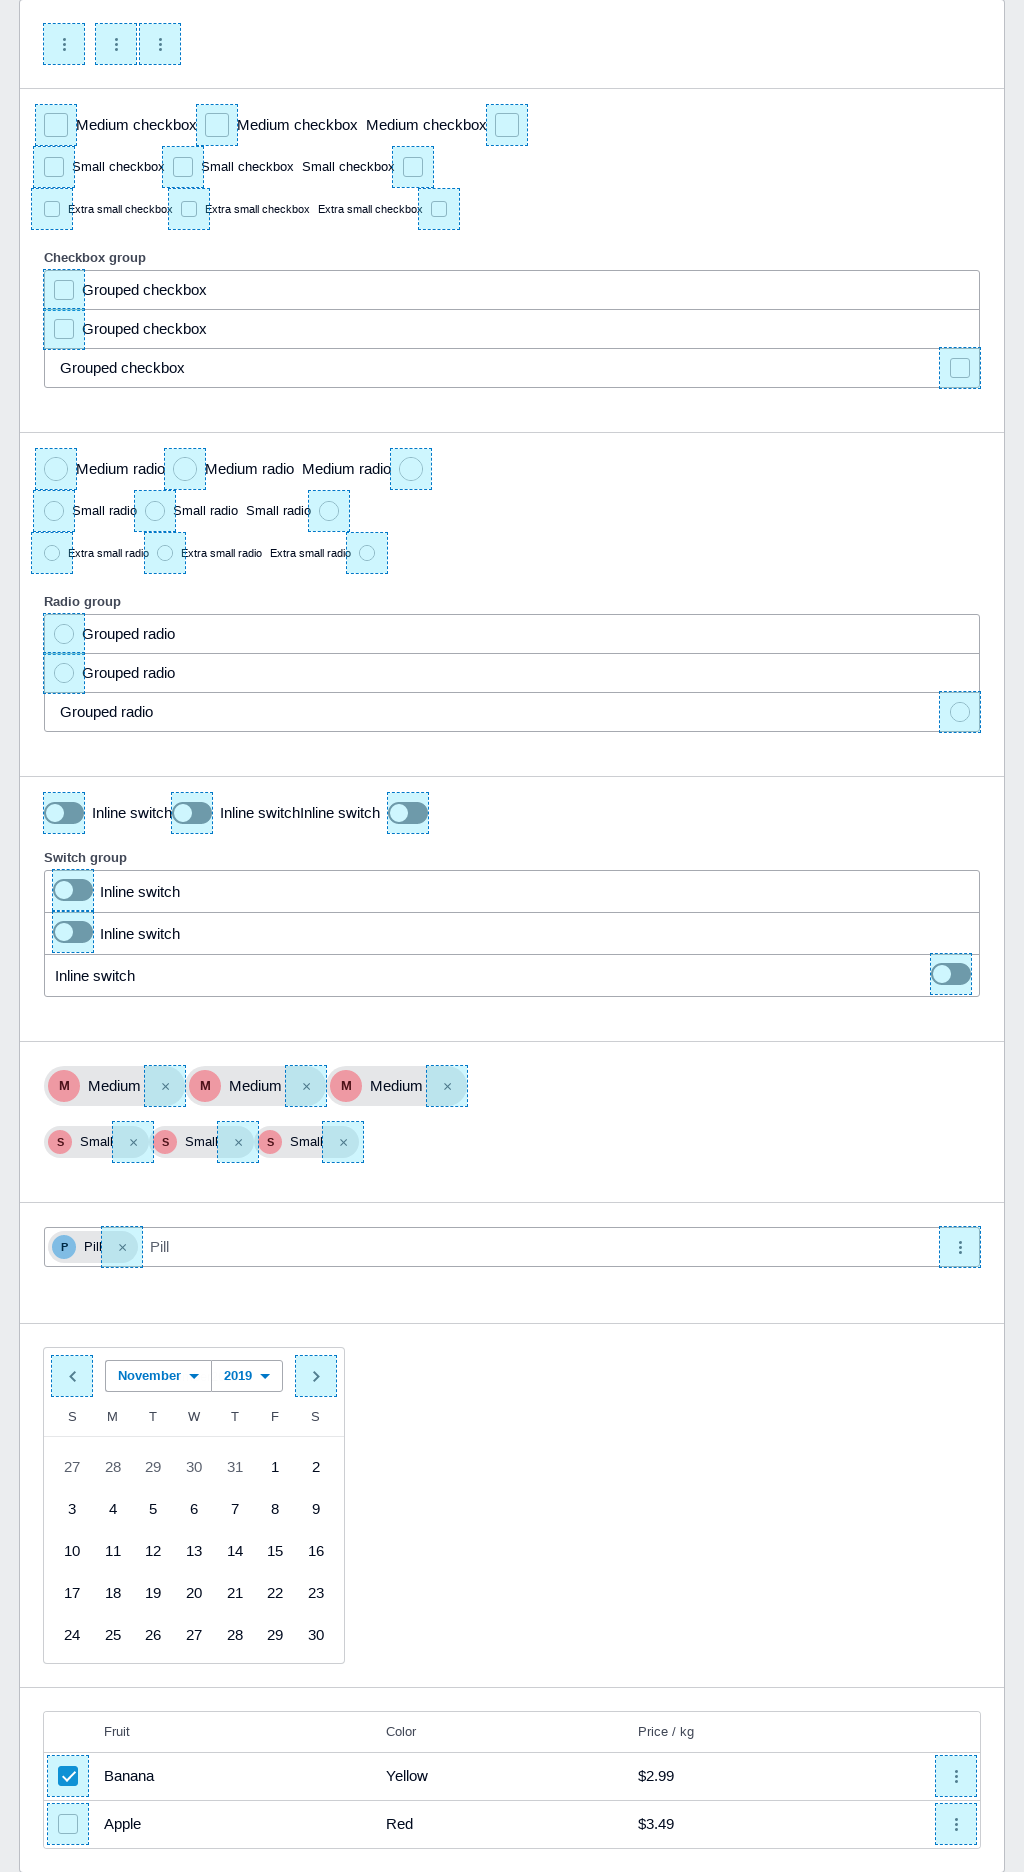 Medium checkbox Medium checkbox Medium checkbox
Small checkbox Small checkbox Small checkbox
Extra small checkbox Extra small checkbox Extra small checkbox
Checkbox group
Grouped checkbox
Grouped checkbox
Grouped checkbox
Medium radio Medium radio Medium radio
Small radio Small radio Small radio
Extra small radio Extra small radio Extra small radio
Radio group
Grouped radio
Grouped radio
Grouped radio
Inline switch Inline switch Inline switch
Switch group
Inline switch
Inline switch
Inline switch
M Medium × M Medium × M Medium ×
S Small × S Small × S Small ×
P Pill × Pill
November 2019
S M T W T F S
27 28 29 30 31 1 2
3 4 5 6 7 8 9
10 11 12 13 14 15 16
17 18 19 20 21 22 23
24 25 26 27 28 29 30
Fruit Color Price / kg
Banana Yellow $2.99
Apple Red $3.49